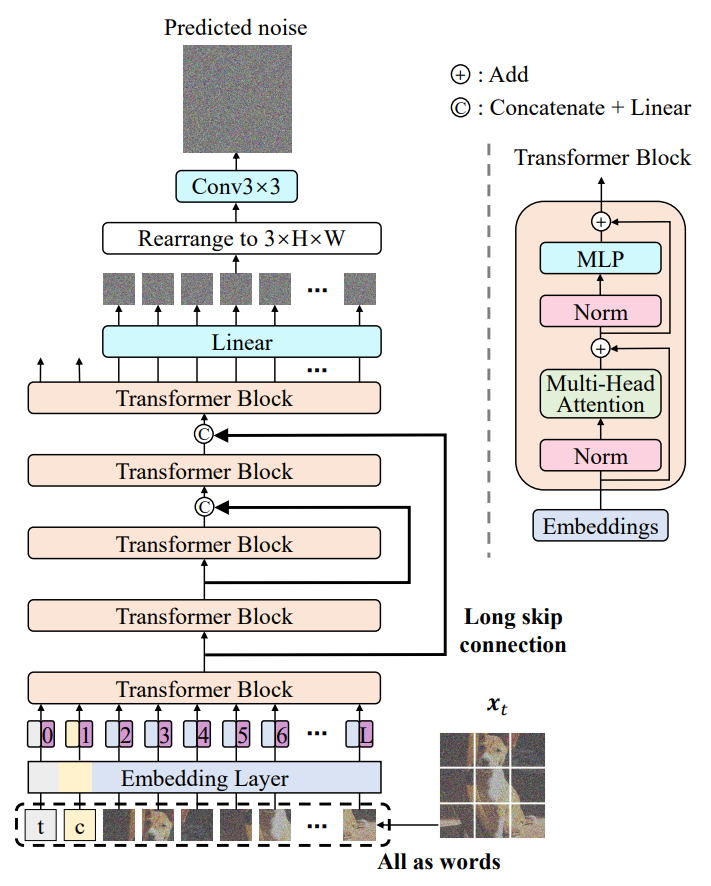 Predicted noise
+ : Add
C : Concatenate + Linear
Conv3×3
Rearrange to 3×H×W
...
Linear
...
Transformer Block
C
Transformer Block
C
Transformer Block
Transformer Block
Transformer Block
0 1 2 3 4 5 6 ... L
Embedding Layer
t c ...
All as words
Long skip
connection
x_t
Transformer Block
+
MLP
Norm
+
Multi-Head
Attention
Norm
Embeddings